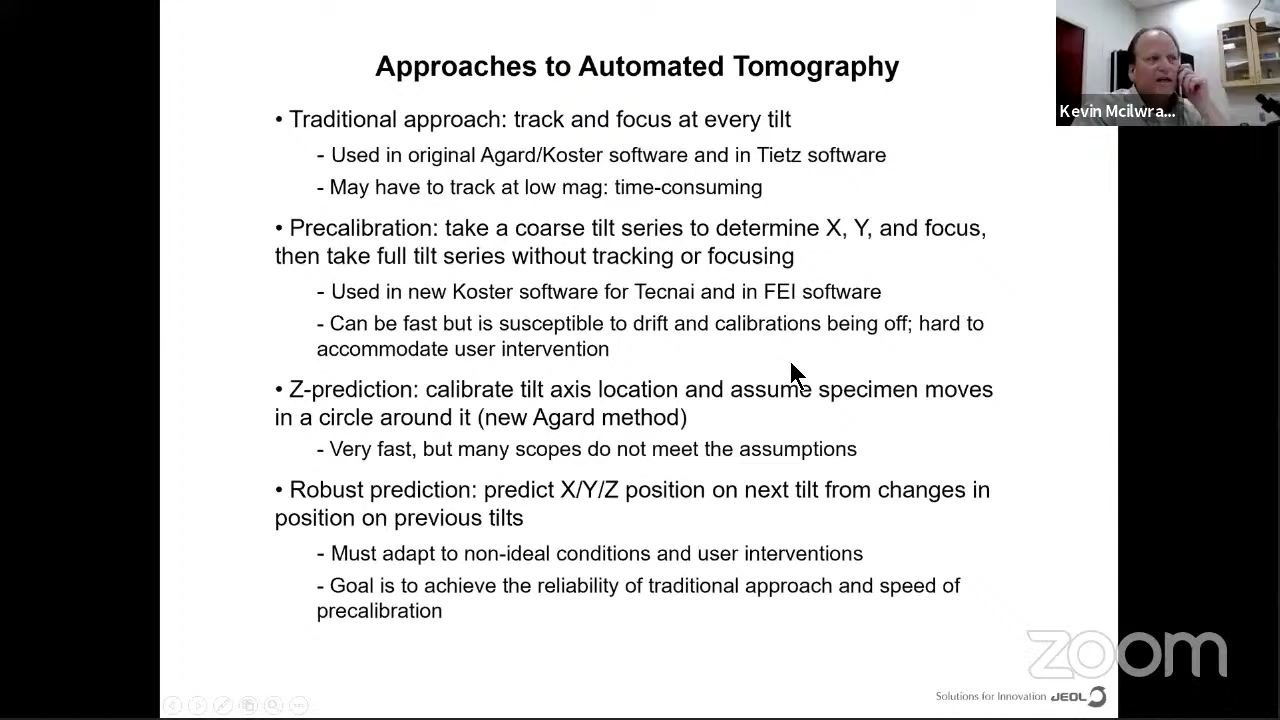 Approaches to Automated Tomography
• Traditional approach: track and focus at every tilt
- Used in original Agard/Koster software and in Tietz software
- May have to track at low mag: time-consuming
• Precalibration: take a coarse tilt series to determine X, Y, and focus,
then take full tilt series without tracking or focusing
- Used in new Koster software for Tecnai and in FEI software
- Can be fast but is susceptible to drift and calibrations being off; hard to
accommodate user intervention
• Z-prediction: calibrate tilt axis location and assume specimen moves
in a circle around it (new Agard method)
- Very fast, but many scopes do not meet the assumptions
• Robust prediction: predict X/Y/Z position on next tilt from changes in
position on previous tilts
- Must adapt to non-ideal conditions and user interventions
- Goal is to achieve the reliability of traditional approach and speed of
precalibration
Kevin Mcilwra...
zoom
Solutions for Innovation JEOL